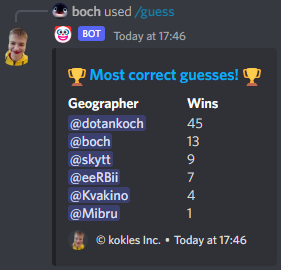 boch used /guess
BOT Today at 17:46
🏆 Most correct guesses! 🏆
Geographer Wins
@dotankoch 45
@boch 13
@skytt 9
@eeRBii 7
@Kvakino 4
@Mibru 1
© kokles Inc. • Today at 17:46